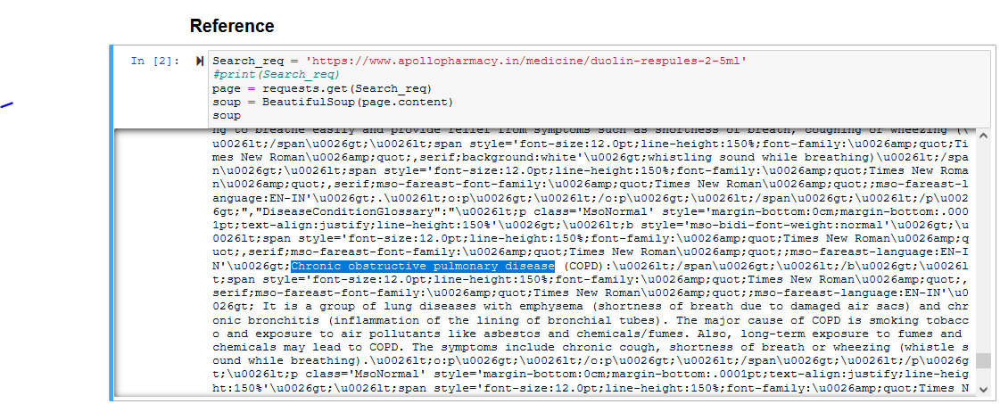 Reference
In [2]:
Search_req = 'https://www.apollopharmacy.in/medicine/duolin-respules-2-5ml'
#print(Search_req)
page = requests.get(Search_req)
soup = BeautifulSoup(page.content)
soup
ng to breathe easily and provide relief from symptoms such as shortness of breath, coughing or wheezing (\
u0026lt;/span\u0026gt;\u0026lt;span style='font-size:12.0pt;line-height:150%;font-family:\u0026amp;quot;Ti
mes New Roman\u0026amp;quot;,serif;background:white'\u0026gt;whistling sound while breathing)\u0026lt;/spa
n\u0026gt;\u0026lt;span style='font-size:12.0pt;line-height:150%;font-family:\u0026amp;quot;Times New Roma
n\u0026amp;quot;,serif;mso-fareast-font-family:\u0026amp;quot;Times New Roman\u0026amp;quot;;mso-fareast-l
anguage:EN-IN'\u0026gt;.\u0026lt;o:p\u0026gt;\u0026lt;/o:p\u0026gt;\u0026lt;/span\u0026gt;\u0026lt;/p\u002
6gt;","DiseaseConditionGlossary":"\u0026lt;p class='MsoNormal' style='margin-bottom:0cm;margin-bottom:.000
1pt;text-align:justify;line-height:150%'\u0026gt;\u0026lt;b style='mso-bidi-font-weight:normal'\u0026gt;\u
0026lt;span style='font-size:12.0pt;line-height:150%;font-family:\u0026amp;quot;Times New Roman\u0026amp;q
uot;,serif;mso-fareast-font-family:\u0026amp;quot;Times New Roman\u0026amp;quot;;mso-fareast-language:EN-I
N'\u0026gt;Chronic obstructive pulmonary disease (COPD):\u0026lt;/span\u0026gt;\u0026lt;/b\u0026gt;\u0026l
t;span style='font-size:12.0pt;line-height:150%;font-family:\u0026amp;quot;Times New Roman\u0026amp;quot;,
serif;mso-fareast-font-family:\u0026amp;quot;Times New Roman\u0026amp;quot;;mso-fareast-language:EN-IN'\u0
026gt; It is a group of lung diseases with emphysema (shortness of breath due to damaged air sacs) and chr
onic bronchitis (inflammation of the lining of bronchial tubes). The major cause of COPD is smoking tobacc
o and exposure to air pollutants like asbestos and chemicals/fumes. Also, long-term exposure to fumes and
chemicals may lead to COPD. The symptoms include chronic cough, shortness of breath or wheezing (whistle s
ound while breathing).\u0026lt;o:p\u0026gt;\u0026lt;/o:p\u0026gt;\u0026lt;/span\u0026gt;\u0026lt;/p\u0026g
t;\u0026lt;p class='MsoNormal' style='margin-bottom:0cm;margin-bottom:.0001pt;text-align:justify;line-heig
ht:150%'\u0026gt;\u0026lt;span style='font-size:12.0pt;line-height:150%;font-family:\u0026amp;quot;Times N